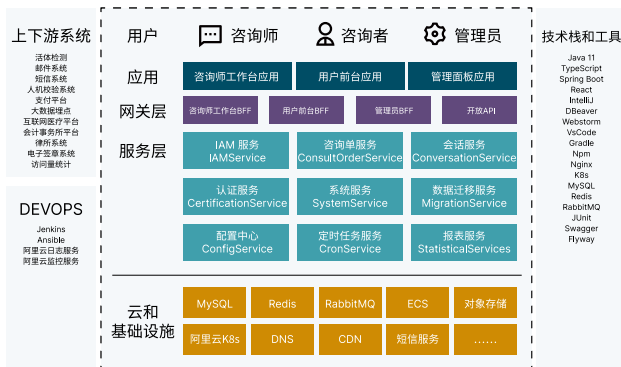 上下游系统
活体检测
邮件系统
短信系统
人机校验系统
支付平台
大数据埋点
互联网医疗平台
会计事务所平台
律所系统
电子签章系统
访问量统计
DEVOPS
Jenkins
Ansible
阿里云日志服务
阿里云监控服务
用户
咨询师
咨询者
管理员
应用
咨询师工作台应用
用户前台应用
管理面板应用
网关层
咨询师工作台BFF
用户前台BFF
管理员BFF
开放API
服务层
IAM 服务
IAMService
咨询单服务
ConsultOrderService
会话服务
ConversationService
认证服务
CertificationService
系统服务
SystemService
数据迁移服务
MigrationService
配置中心
ConfigService
定时任务服务
CronService
报表服务
StatisticalServices
云和
基础设施
MySQL
Redis
RabbitMQ
ECS
对象存储
阿里云K8s
DNS
CDN
短信服务
......
技术栈和工具
Java 11
TypeScript
Spring Boot
React
IntelliJ
DBeaver
Webstorm
VsCode
Gradle
Npm
Nginx
K8s
MySQL
Redis
RabbitMQ
JUnit
Swagger
Flyway